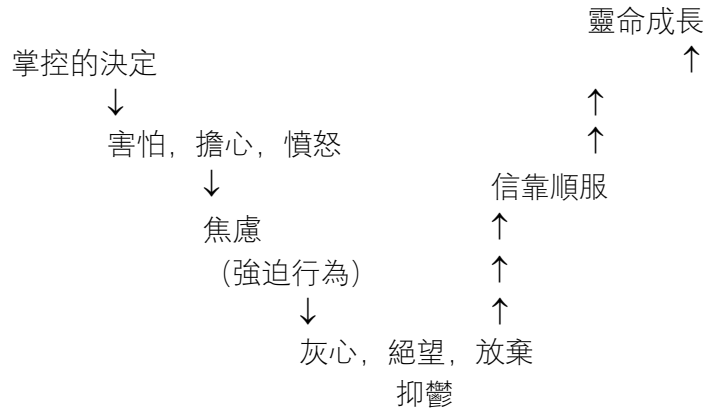 靈命成長
掌控的決定 ↑
↓ ↑
害怕，擔心，憤怒 ↑
↓ 信靠順服
焦慮 ↑
（強迫行為） ↑
↓ ↑
灰心，絕望，放棄
抑鬱